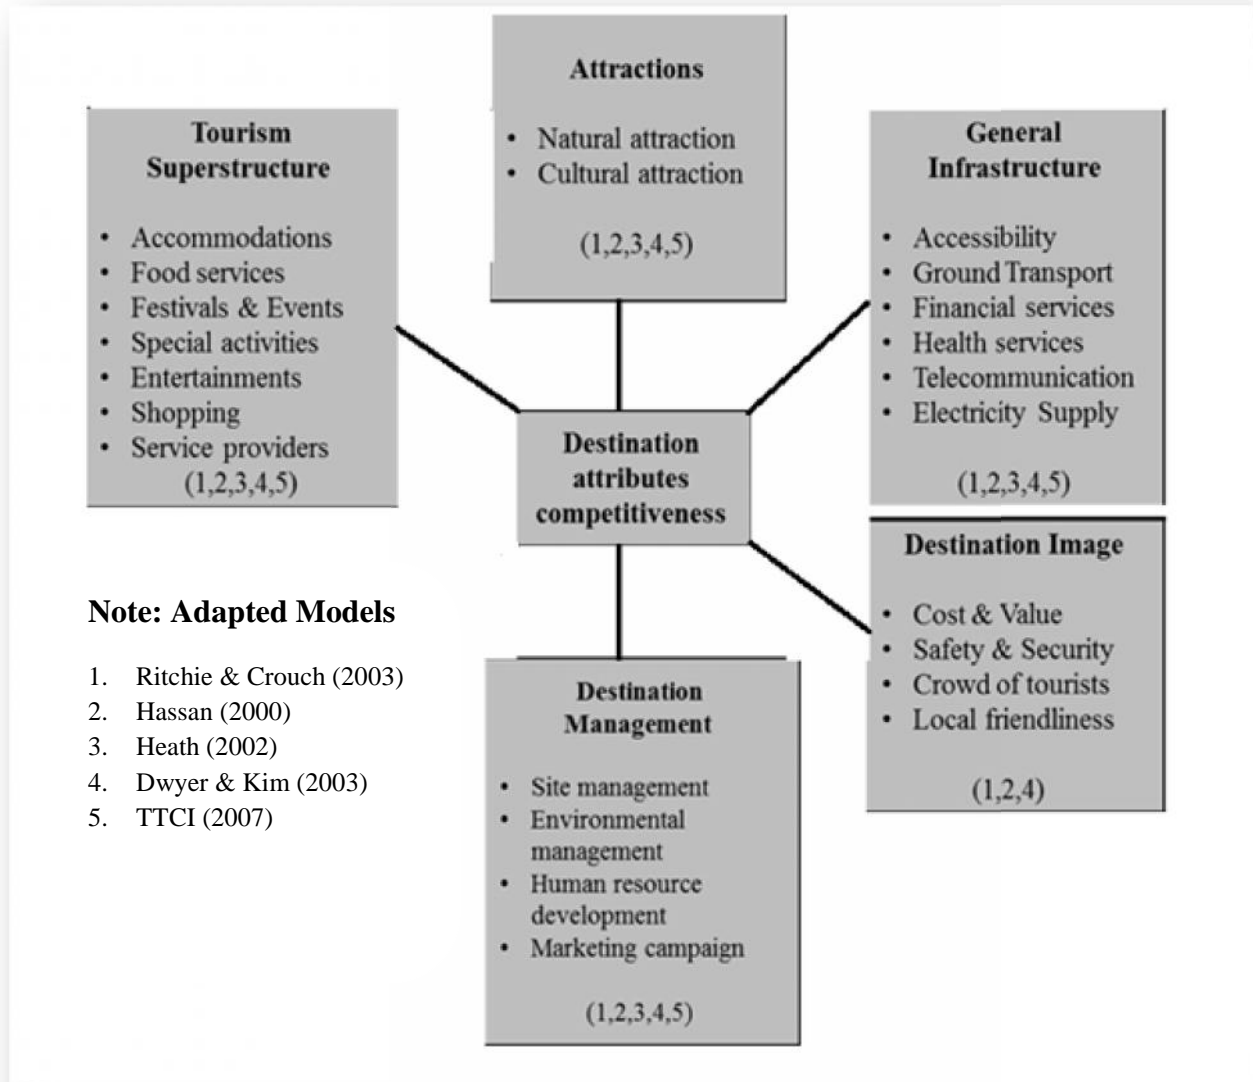 Attractions
• Natural attraction
• Cultural attraction
(1,2,3,4,5)
Tourism
Superstructure
• Accommodations
• Food services
• Festivals & Events
• Special activities
• Entertainments
• Shopping
• Service providers
(1,2,3,4,5)
General
Infrastructure
• Accessibility
• Ground Transport
• Financial services
• Health services
• Telecommunication
• Electricity Supply
(1,2,3,4,5)
Destination
attributes
competitiveness
Destination Image
• Cost & Value
• Safety & Security
• Crowd of tourists
• Local friendliness
(1,2,4)
Note: Adapted Models
1. Ritchie & Crouch (2003)
2. Hassan (2000)
3. Heath (2002)
4. Dwyer & Kim (2003)
5. TTCI (2007)
Destination
Management
• Site management
• Environmental
management
• Human resource
development
• Marketing campaign
(1,2,3,4,5)